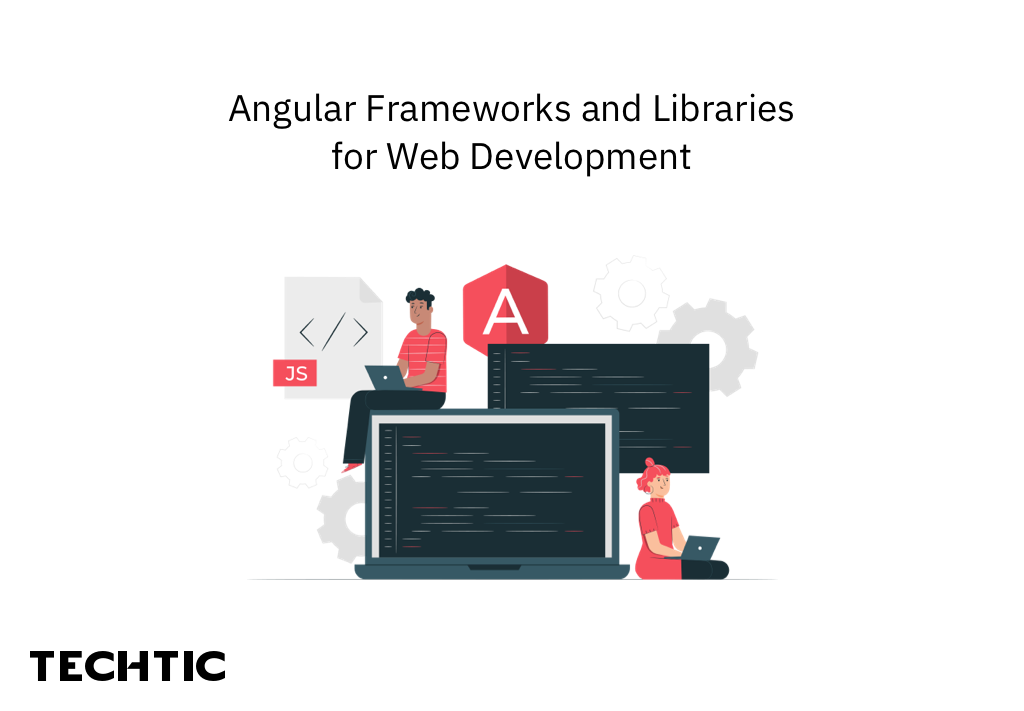 Angular Frameworks and Libraries
for Web Development
A
</>
JS
TECHTIC